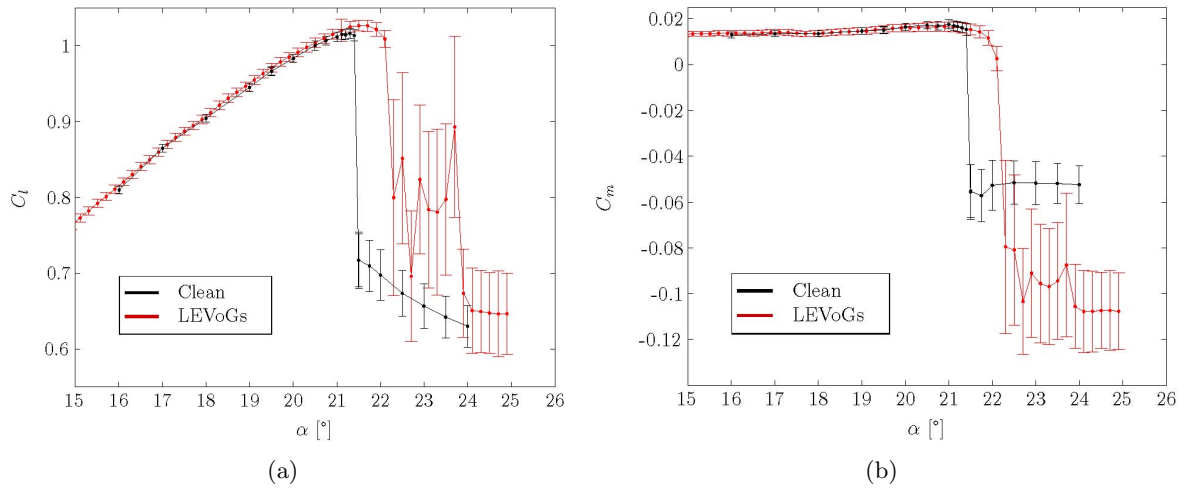 1
0.9
0.8
0.7
0.6
C_l
15 16 17 18 19 20 21 22 23 24 25 26
α [°]
Clean
LEVoGs
(a)
0.02
0
-0.02
-0.04
-0.06
-0.08
-0.1
-0.12
C_m
15 16 17 18 19 20 21 22 23 24 25 26
α [°]
Clean
LEVoGs
(b)